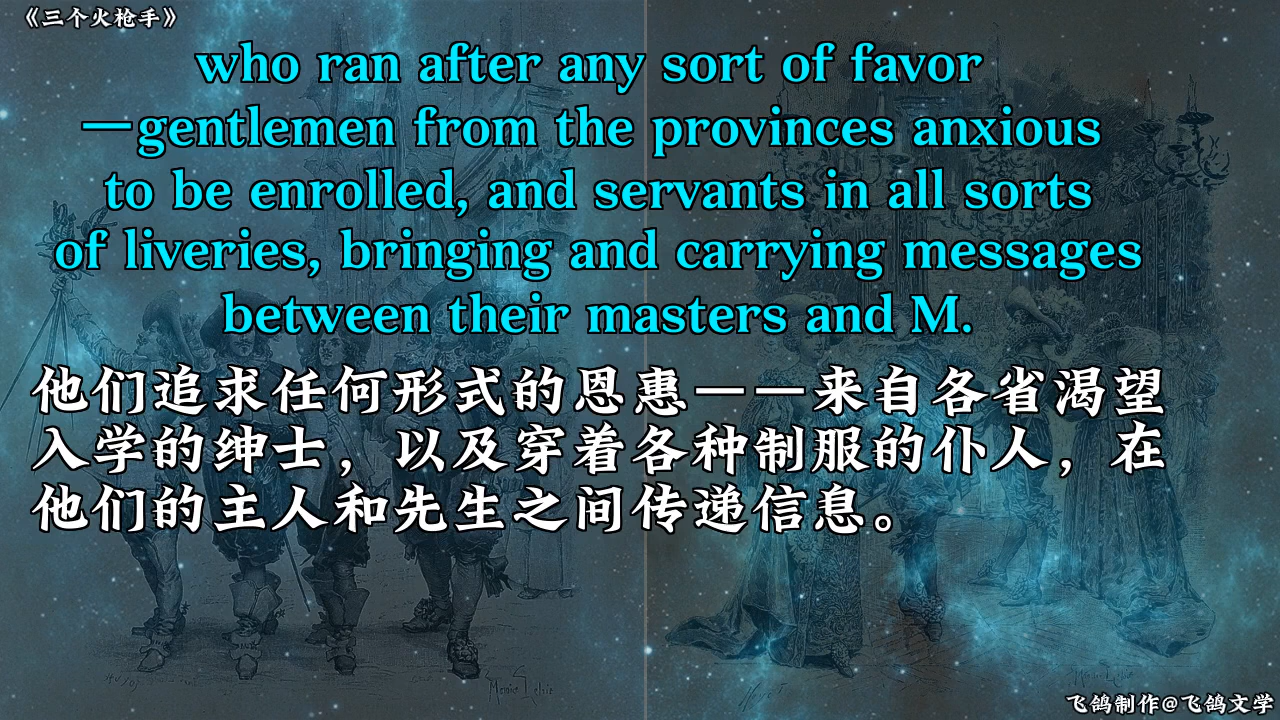 《三个火枪手》
who ran after any sort of favor
—gentlemen from the provinces anxious
to be enrolled, and servants in all sorts
of liveries, bringing and carrying messages
between their masters and M.
他们追求任何形式的恩惠——来自各省渴望
入学的绅士，以及穿着各种制服的仆人，在
他们的主人和先生之间传递信息。
飞鸽制作@飞鸽文学